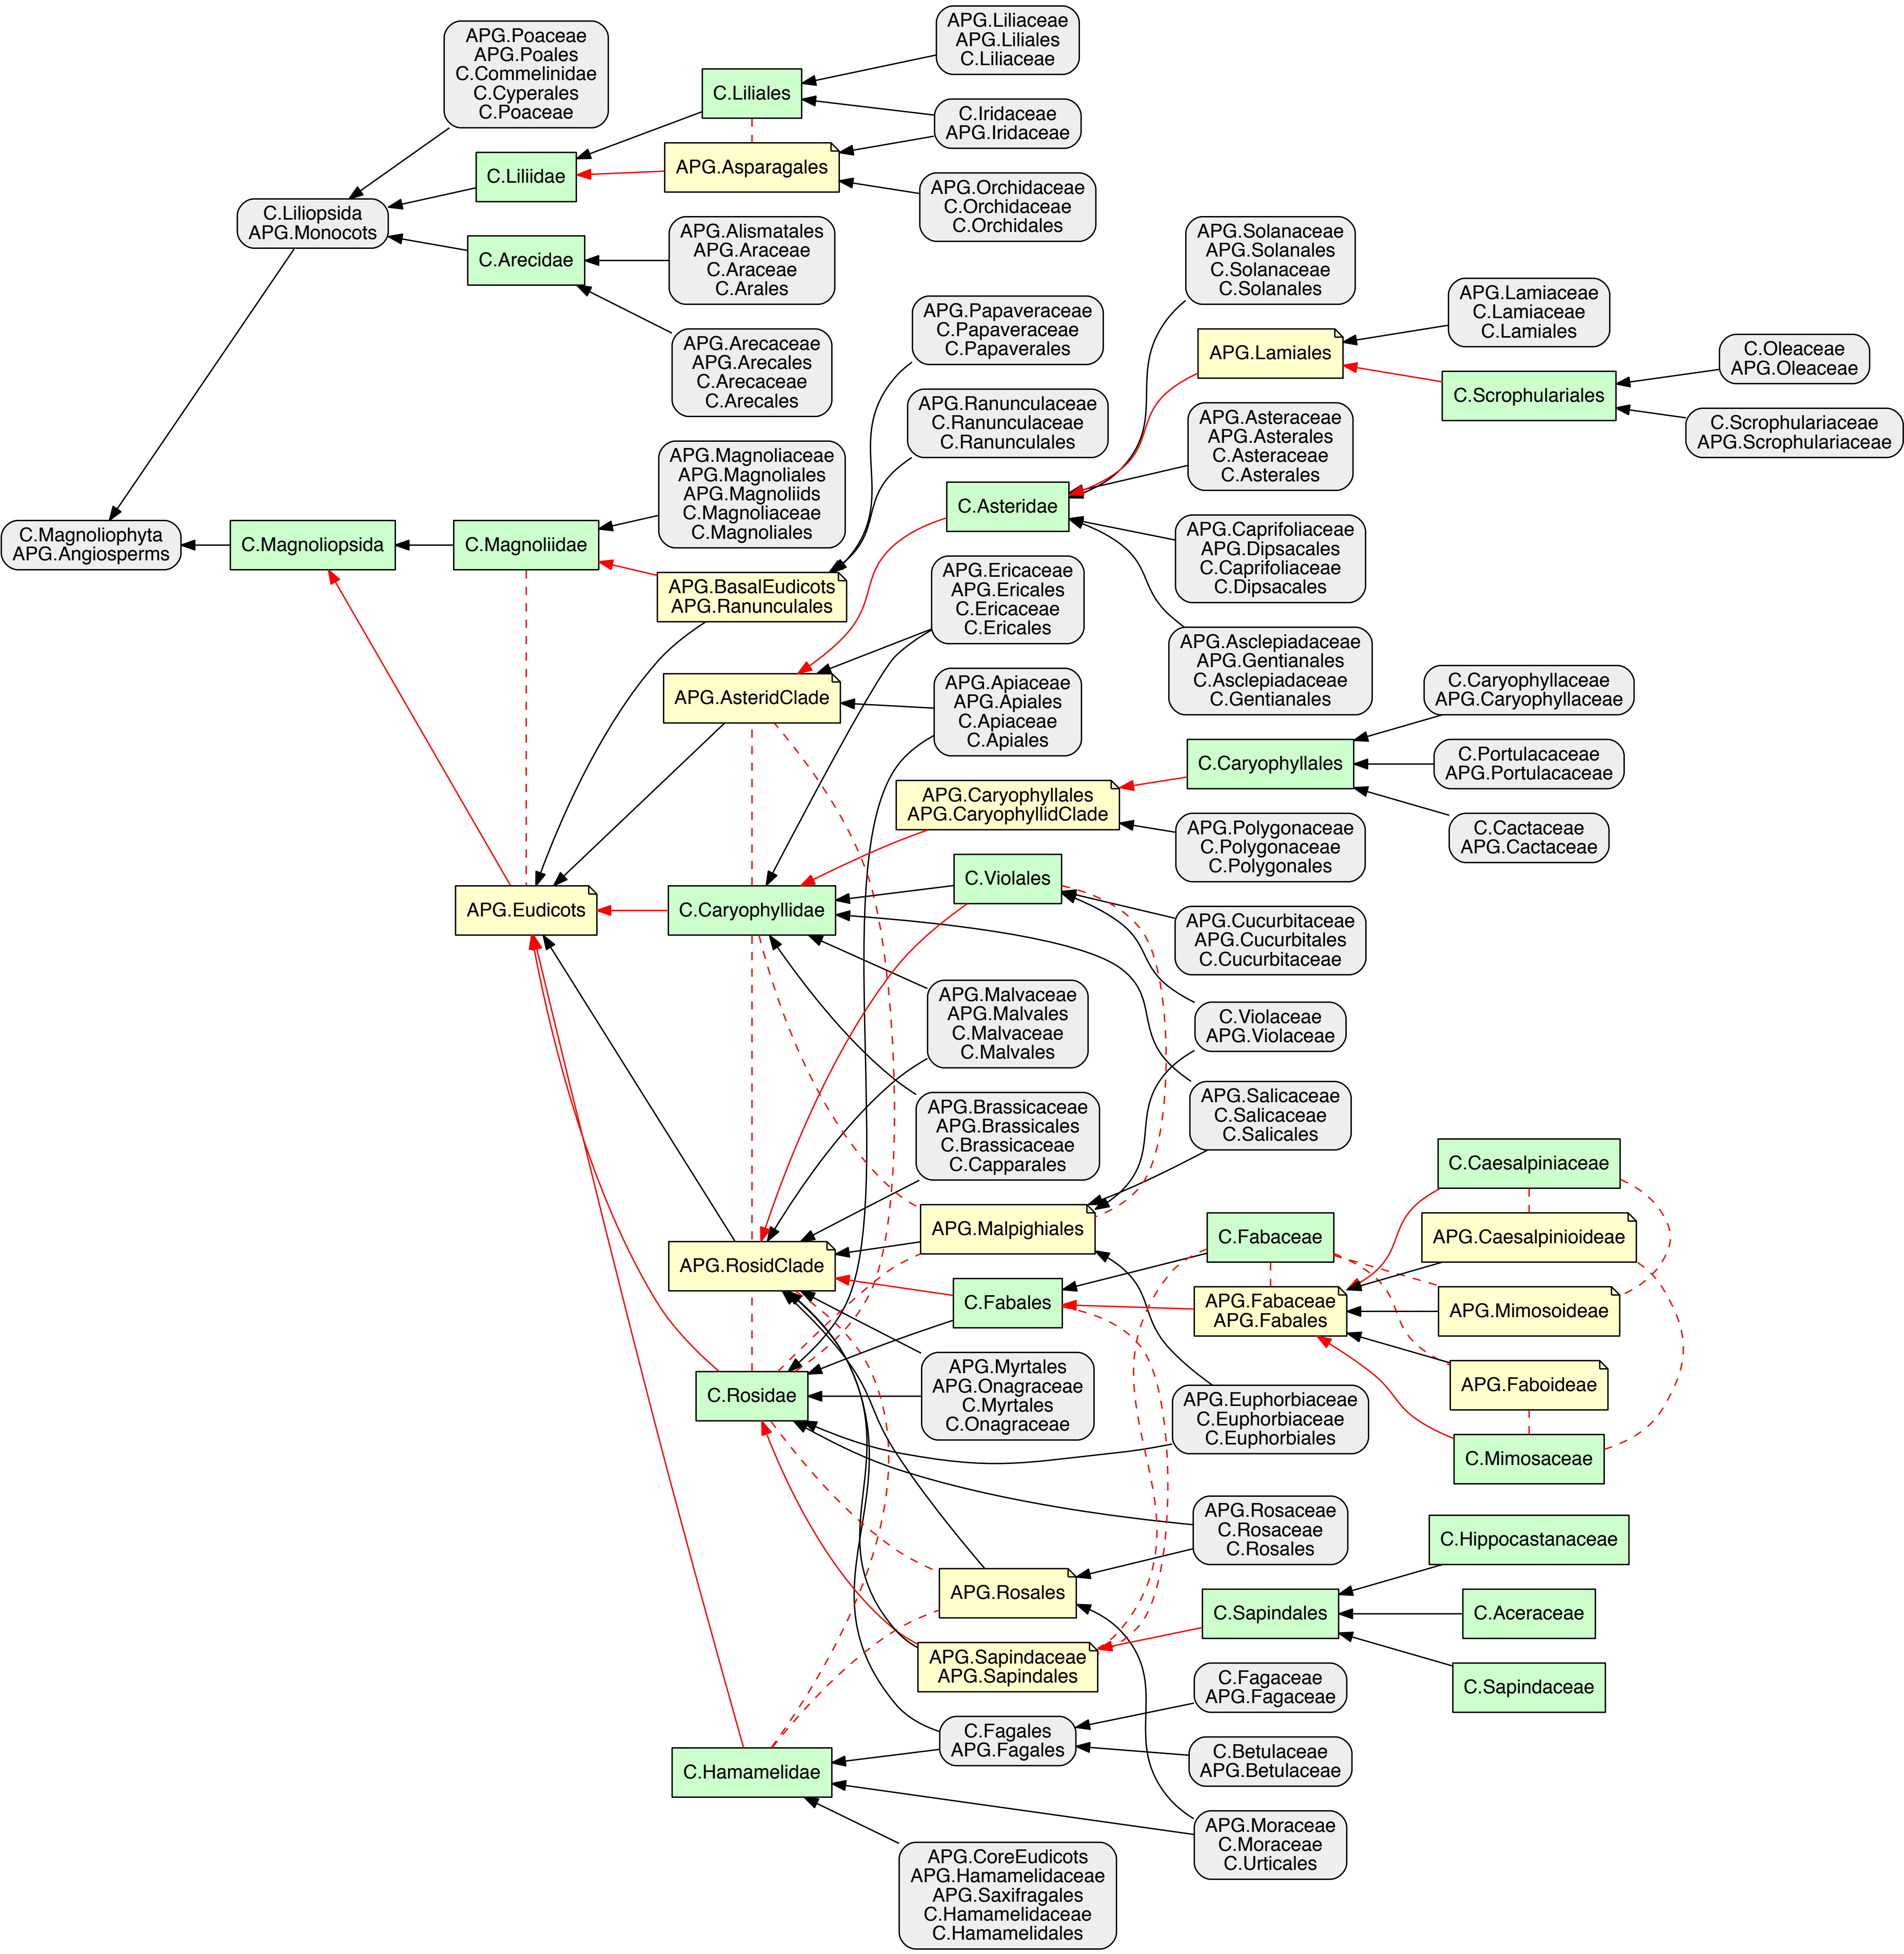 APG.Poaceae
APG.Poales
C.Commelinidae
C.Cyperales
C.Poaceae
APG.Liliaceae
APG.Liliales
C.Liliaceae
C.Liliales
C.Iridaceae
APG.Iridaceae
APG.Asparagales
C.Liliidae
APG.Orchidaceae
C.Orchidaceae
C.Orchidales
C.Liliopsida
APG.Monocots
C.Arecidae
APG.Alismatales
APG.Araceae
C.Araceae
C.Arales
APG.Solanaceae
APG.Solanales
C.Solanaceae
C.Solanales
APG.Arecaceae
APG.Arecales
C.Arecaceae
C.Arecales
APG.Papaveraceae
C.Papaveraceae
C.Papaverales
APG.Lamiaceae
C.Lamiaceae
C.Lamiales
APG.Lamiales
C.Oleaceae
APG.Oleaceae
C.Scrophulariales
C.Scrophulariaceae
APG.Scrophulariaceae
APG.Ranunculaceae
C.Ranunculaceae
C.Ranunculales
APG.Asteraceae
APG.Asterales
C.Asteraceae
C.Asterales
APG.Magnoliaceae
APG.Magnoliales
APG.Magnoliids
C.Magnoliaceae
C.Magnoliales
C.Asteridae
C.Magnoliophyta
APG.Angiosperms
C.Magnoliopsida
C.Magnoliidae
APG.BasalEudicots
APG.Ranunculales
APG.Caprifoliaceae
APG.Dipsacales
C.Caprifoliaceae
C.Dipsacales
APG.Ericaceae
APG.Ericales
C.Ericaceae
C.Ericales
APG.Asclepiadaceae
APG.Gentianales
C.Asclepiadaceae
C.Gentianales
APG.AsteridClade
APG.Apiaceae
APG.Apiales
C.Apiaceae
C.Apiales
C.Caryophyllaceae
APG.Caryophyllaceae
C.Caryophyllales
C.Portulacaceae
APG.Portulacaceae
APG.Caryophyllales
APG.CaryophyllidClade
APG.Polygonaceae
C.Polygonaceae
C.Polygonales
C.Cactaceae
APG.Cactaceae
C.Violales
APG.Eudicots
C.Caryophyllidae
APG.Cucurbitaceae
APG.Cucurbitales
C.Cucurbitaceae
APG.Malvaceae
APG.Malvales
C.Malvaceae
C.Malvales
C.Violaceae
APG.Violaceae
APG.Brassicaceae
APG.Brassicales
C.Brassicaceae
C.Capparales
APG.Salicaceae
C.Salicaceae
C.Salicales
C.Caesalpiniaceae
APG.Malpighiales
C.Fabaceae
APG.Caesalpinioideae
APG.RosidClade
C.Fabales
APG.Fabaceae
APG.Fabales
APG.Mimosoideae
C.Rosidae
APG.Myrtales
APG.Onagraceae
C.Myrtales
C.Onagraceae
APG.Euphorbiaceae
C.Euphorbiaceae
C.Euphorbiales
APG.Faboideae
C.Mimosaceae
APG.Rosaceae
C.Rosaceae
C.Rosales
C.Hippocastanaceae
APG.Rosales
C.Sapindales
C.Aceraceae
APG.Sapindaceae
APG.Sapindales
C.Sapindaceae
C.Fagaceae
APG.Fagaceae
C.Fagales
APG.Fagales
C.Betulaceae
APG.Betulaceae
C.Hamamelidae
APG.Moraceae
C.Moraceae
C.Urticales
APG.CoreEudicots
APG.Hamamelidaceae
APG.Saxifragales
C.Hamamelidaceae
C.Hamamelidales